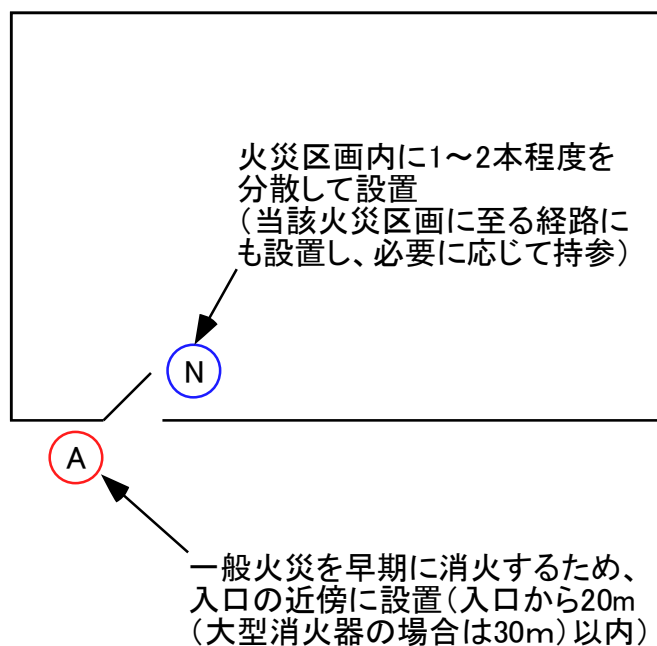 火災区画内に1～2本程度を
分散して設置
（当該火災区画に至る経路に
も設置し、必要に応じて持参）
N
A
一般火災を早期に消火するため、
入口の近傍に設置（入口から20m
（大型消火器の場合は30ｍ）以内）